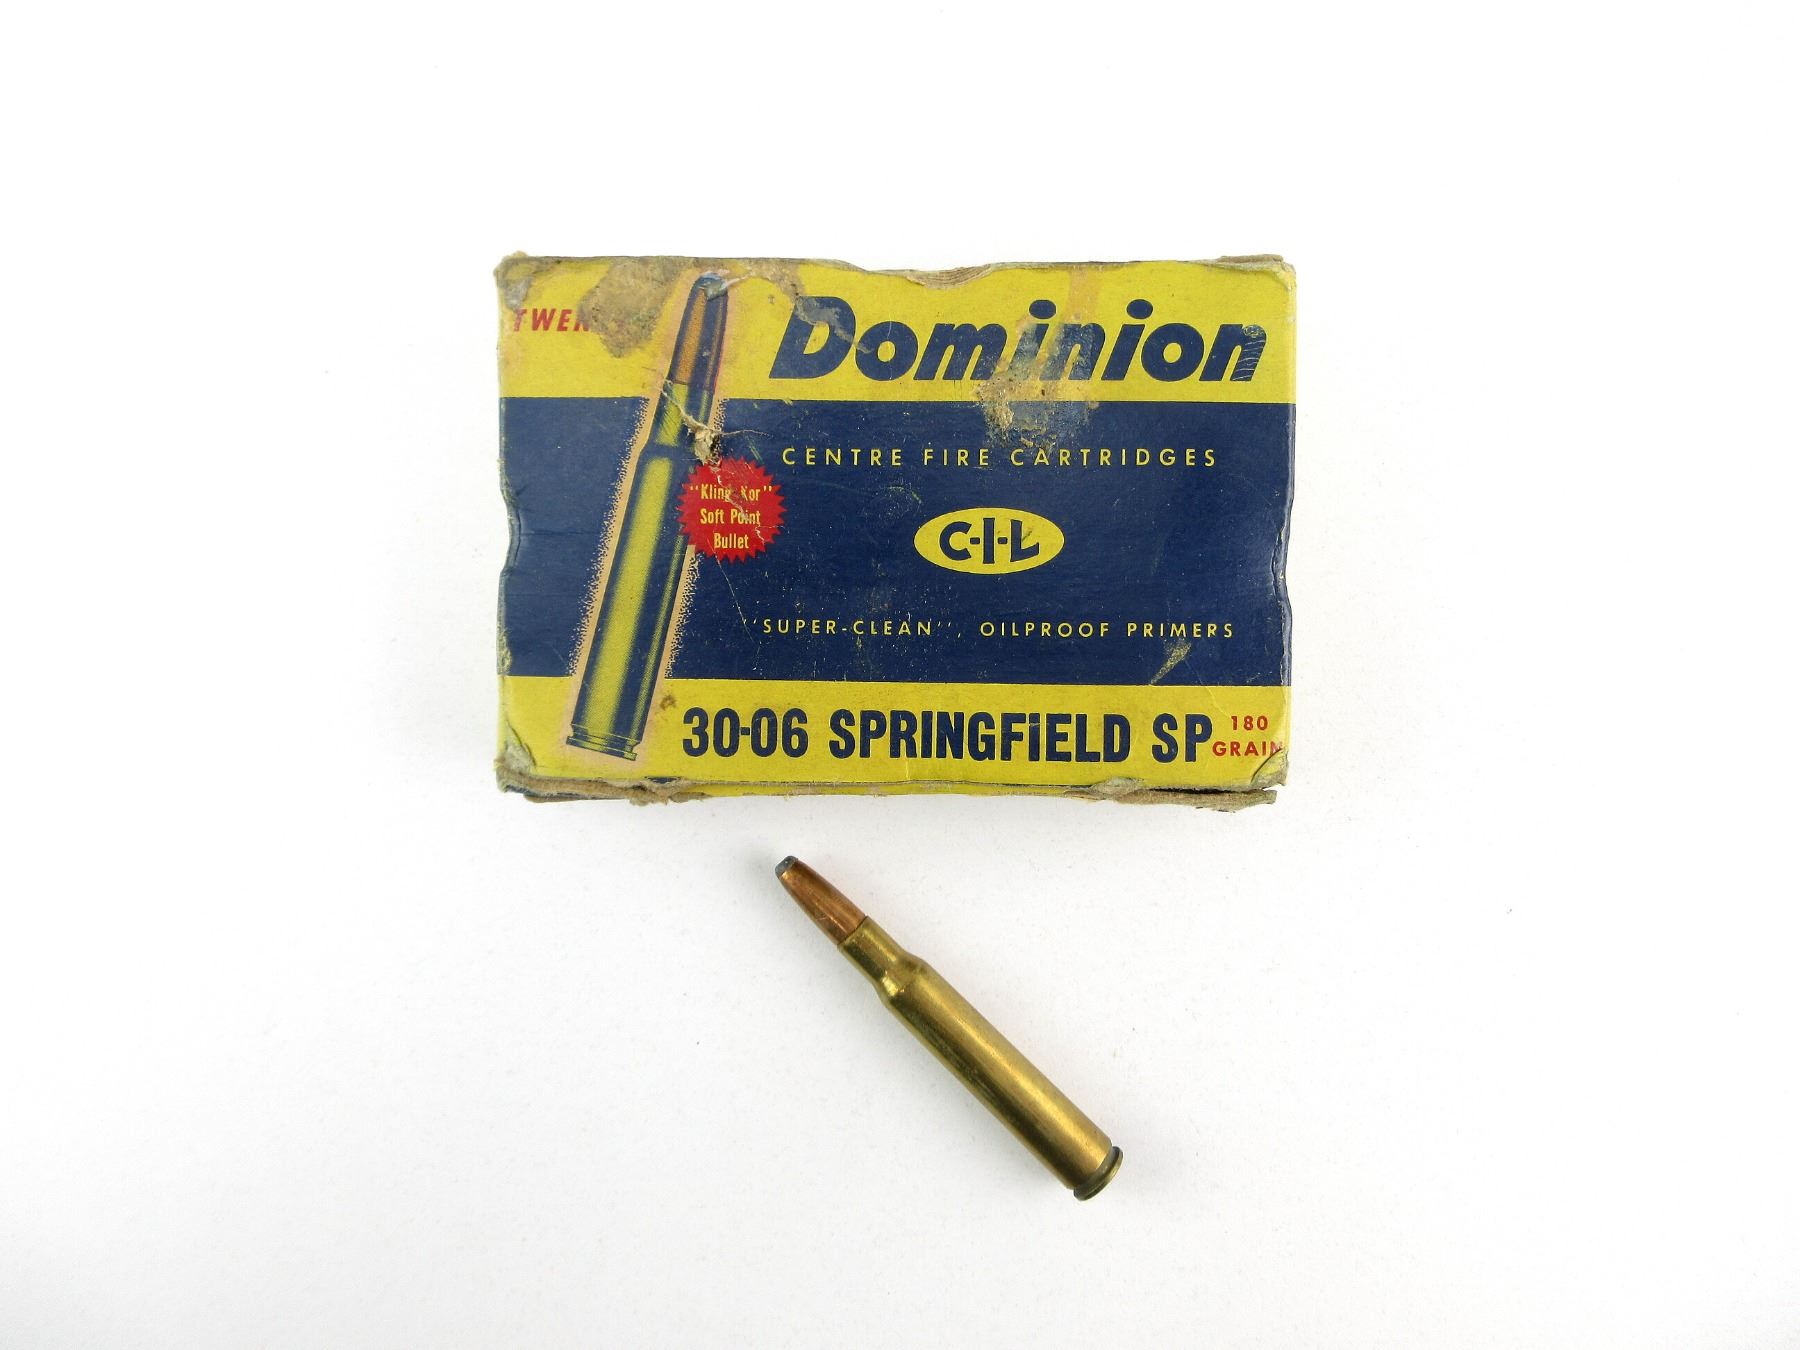 Dominion
CENTRE FIRE CARTRIDGES
"Kling-Kor"
Soft Point
Bullet
C-I-L
"SUPER-CLEAN", OILPROOF PRIMERS
30-06 SPRINGFiELD SP
180
GRAIN